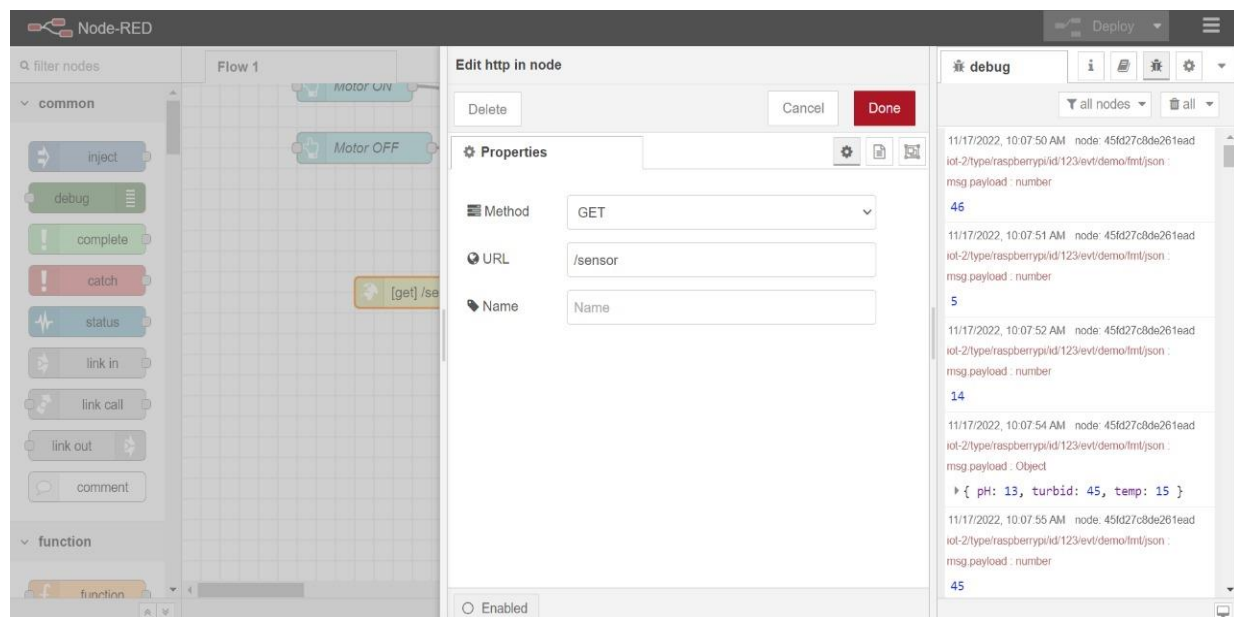 Node-RED
Deploy
filter nodes
common
inject
debug
complete
catch
status
link in
link call
link out
comment
function
function
Flow 1
Motor ON
Motor OFF
[get] /se
Edit http in node
Delete
Cancel
Done
Properties
Method
GET
URL
/sensor
Name
Name
Enabled
debug
i
all nodes
all
11/17/2022, 10:07:50 AM node: 45fd27c8de261ead
iot-2/type/raspberrypi/id/123/evt/demo/fmt/json :
msg.payload : number
46
11/17/2022, 10:07:51 AM node: 45fd27c8de261ead
iot-2/type/raspberrypi/id/123/evt/demo/fmt/json :
msg.payload : number
5
11/17/2022, 10:07:52 AM node: 45fd27c8de261ead
iot-2/type/raspberrypi/id/123/evt/demo/fmt/json :
msg.payload : number
14
11/17/2022, 10:07:54 AM node: 45fd27c8de261ead
iot-2/type/raspberrypi/id/123/evt/demo/fmt/json :
msg.payload : Object
{ pH: 13, turbid: 45, temp: 15 }
11/17/2022, 10:07:55 AM node: 45fd27c8de261ead
iot-2/type/raspberrypi/id/123/evt/demo/fmt/json :
msg.payload : number
45